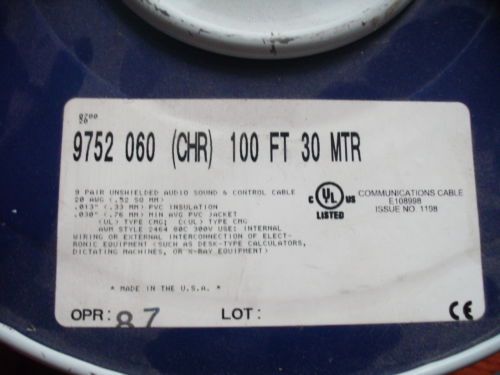 9752 060 (CHR) 100 FT 30 MTR
9 PAIR UNSHIELDED AUDIO SOUND & CONTROL CABLE
20 AWG (.52 SQ MM)
.013" (.33 MM) PVC INSULATION
.030" (.76 MM) MIN AVG PVC JACKET
(UL) TYPE CMG; C(UL) TYPE CMG
AWM STYLE 2464 80C 300V USE: INTERNAL
WIRING OR EXTERNAL INTERCONNECTION OF ELECT-
RONIC EQUIPMENT (SUCH AS DESK-TYPE CALCULATORS,
DICTATING MACHINES, OR X-RAY EQUIPMENT)
* MADE IN THE U.S.A. *
C UL US
LISTED
COMMUNICATIONS CABLE
E108998
ISSUE NO. 1198
OPR: 87 LOT:
CE